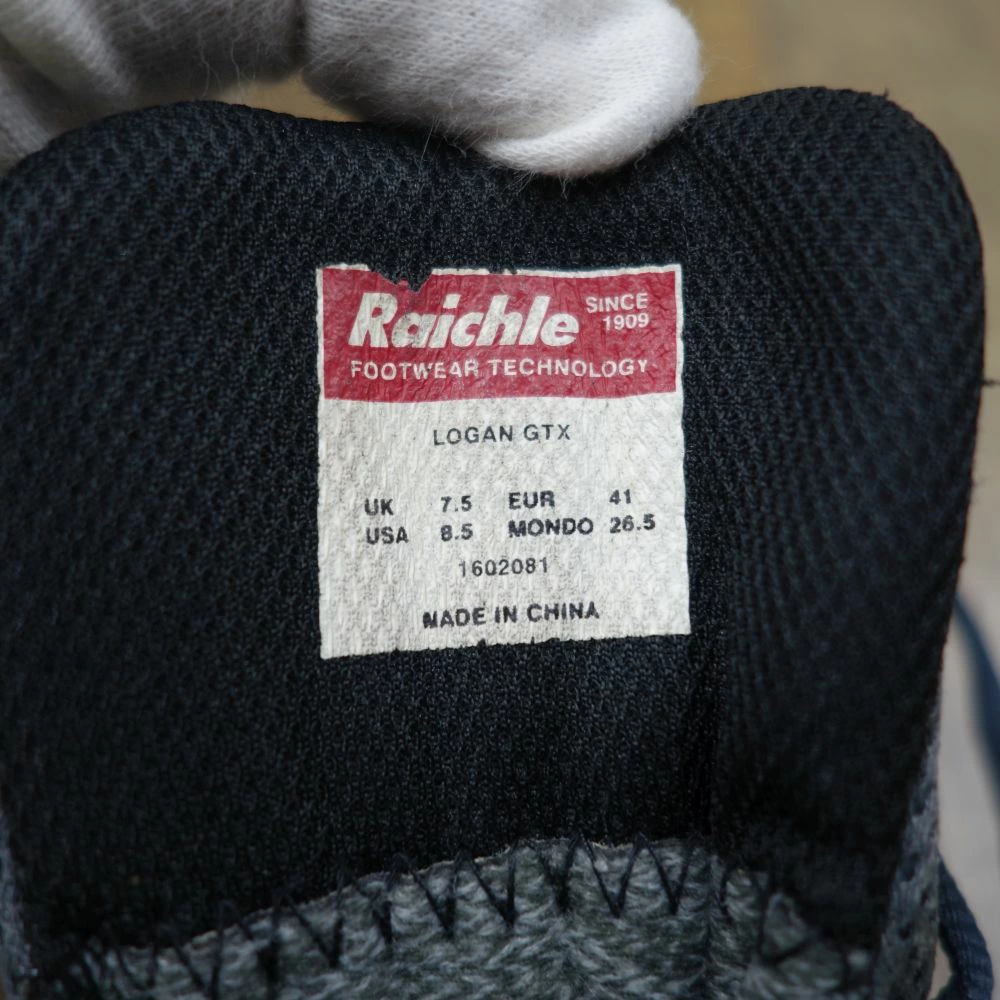 Raichle SINCE 1909
FOOTWEAR TECHNOLOGY
LOGAN GTX
UK 7.5 EUR 41
USA 8.5 MONDO 26.5
1602081
MADE IN CHINA